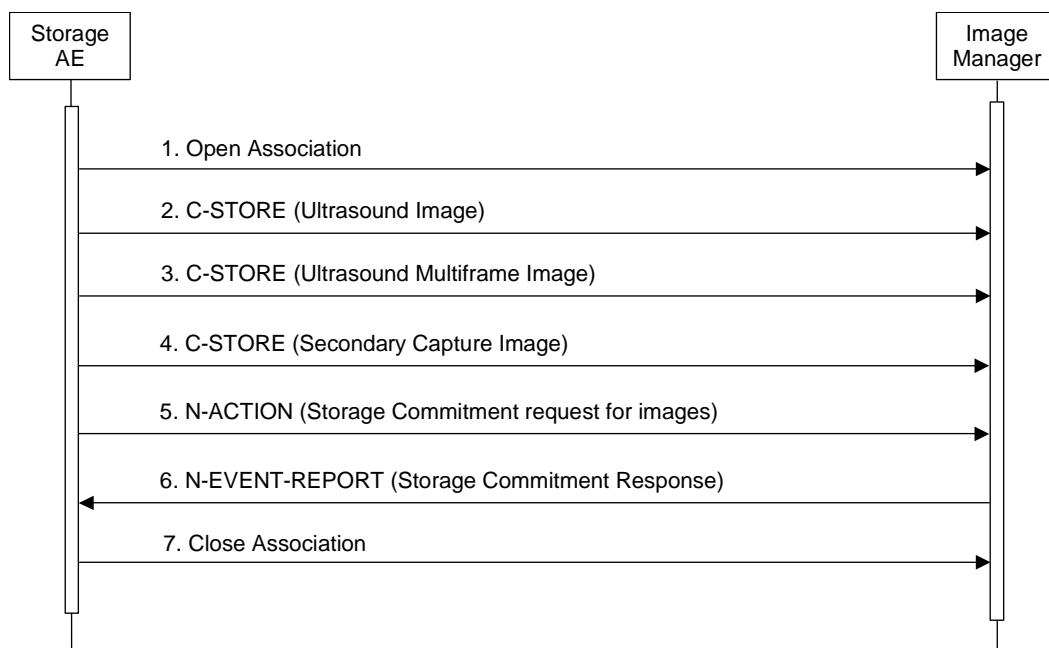 Storage
AE
Image
Manager
1. Open Association
2. C-STORE (Ultrasound Image)
3. C-STORE (Ultrasound Multiframe Image)
4. C-STORE (Secondary Capture Image)
5. N-ACTION (Storage Commitment request for images)
6. N-EVENT-REPORT (Storage Commitment Response)
7. Close Association